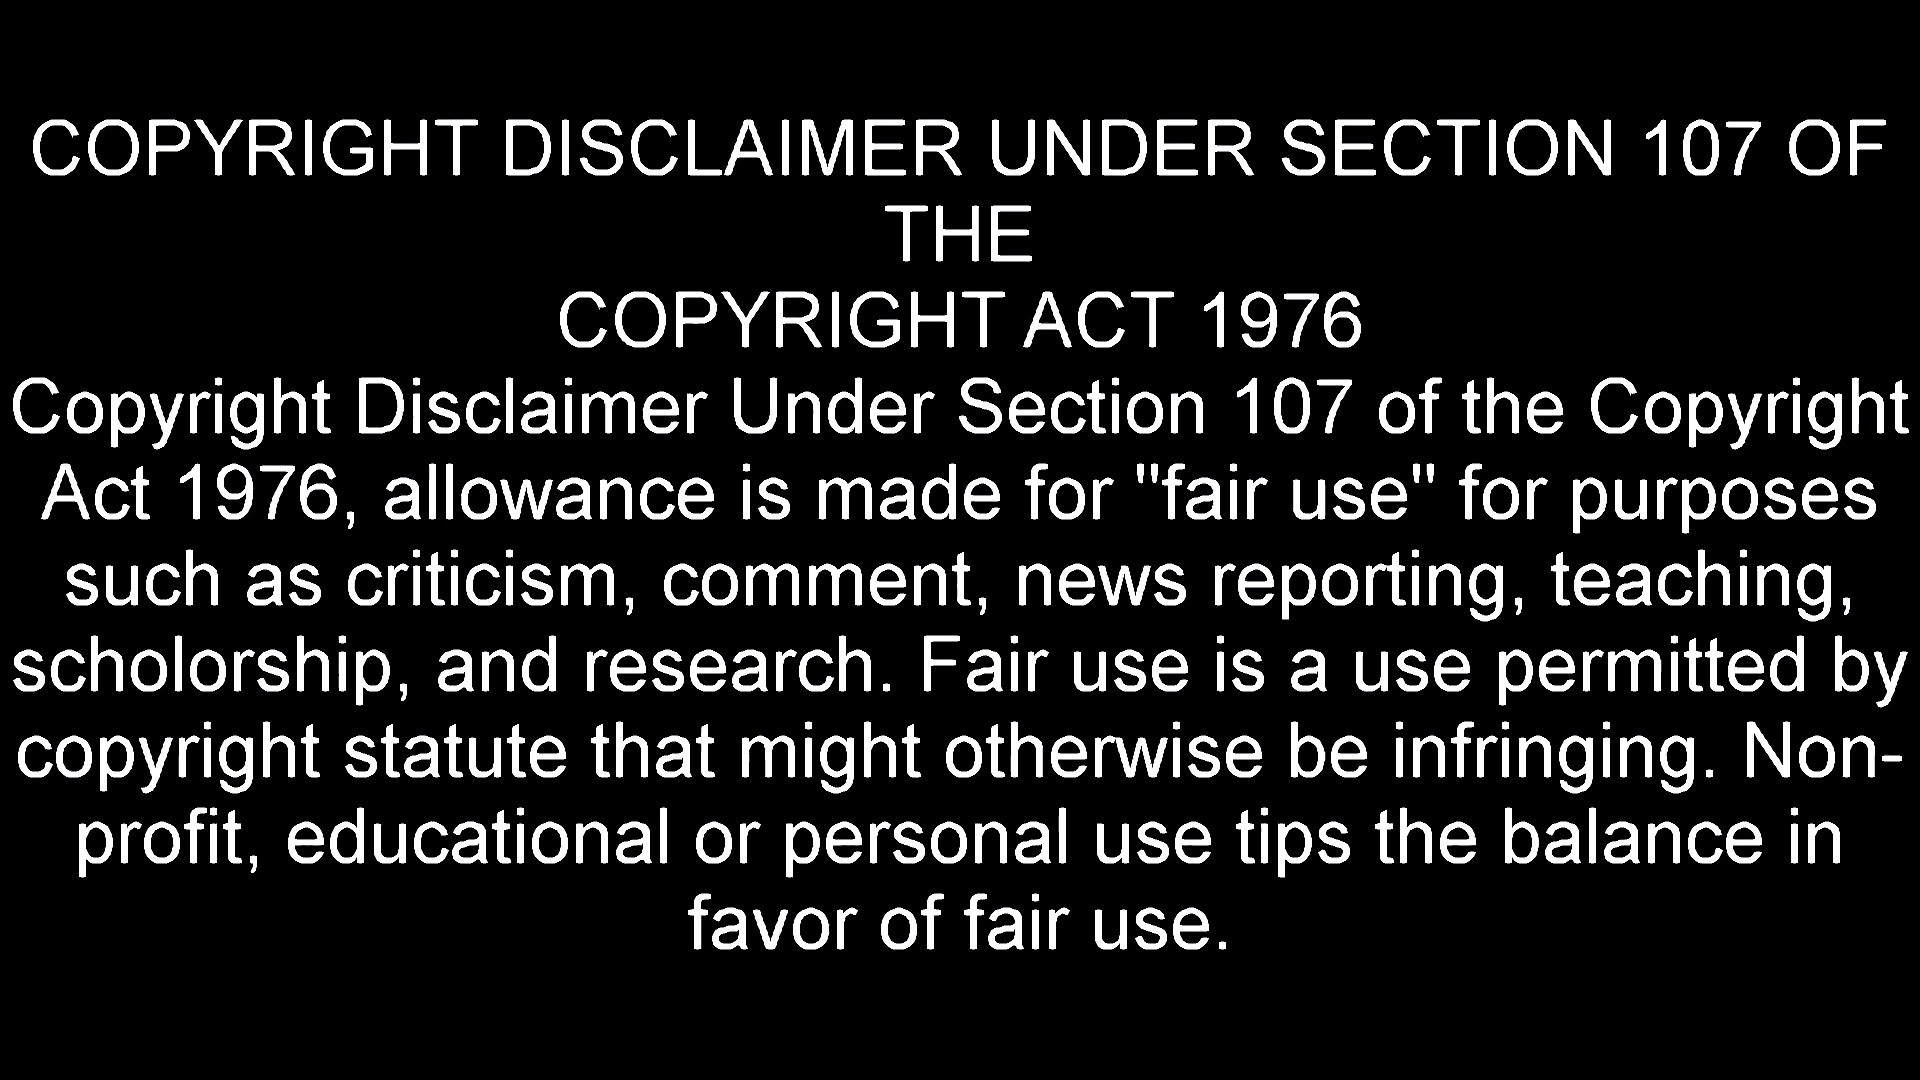 COPYRIGHT DISCLAIMER UNDER SECTION 107 OF
THE
COPYRIGHT ACT 1976
Copyright Disclaimer Under Section 107 of the Copyright
Act 1976, allowance is made for "fair use" for purposes
such as criticism, comment, news reporting, teaching,
scholorship, and research. Fair use is a use permitted by
copyright statute that might otherwise be infringing. Non-
profit, educational or personal use tips the balance in
favor of fair use.